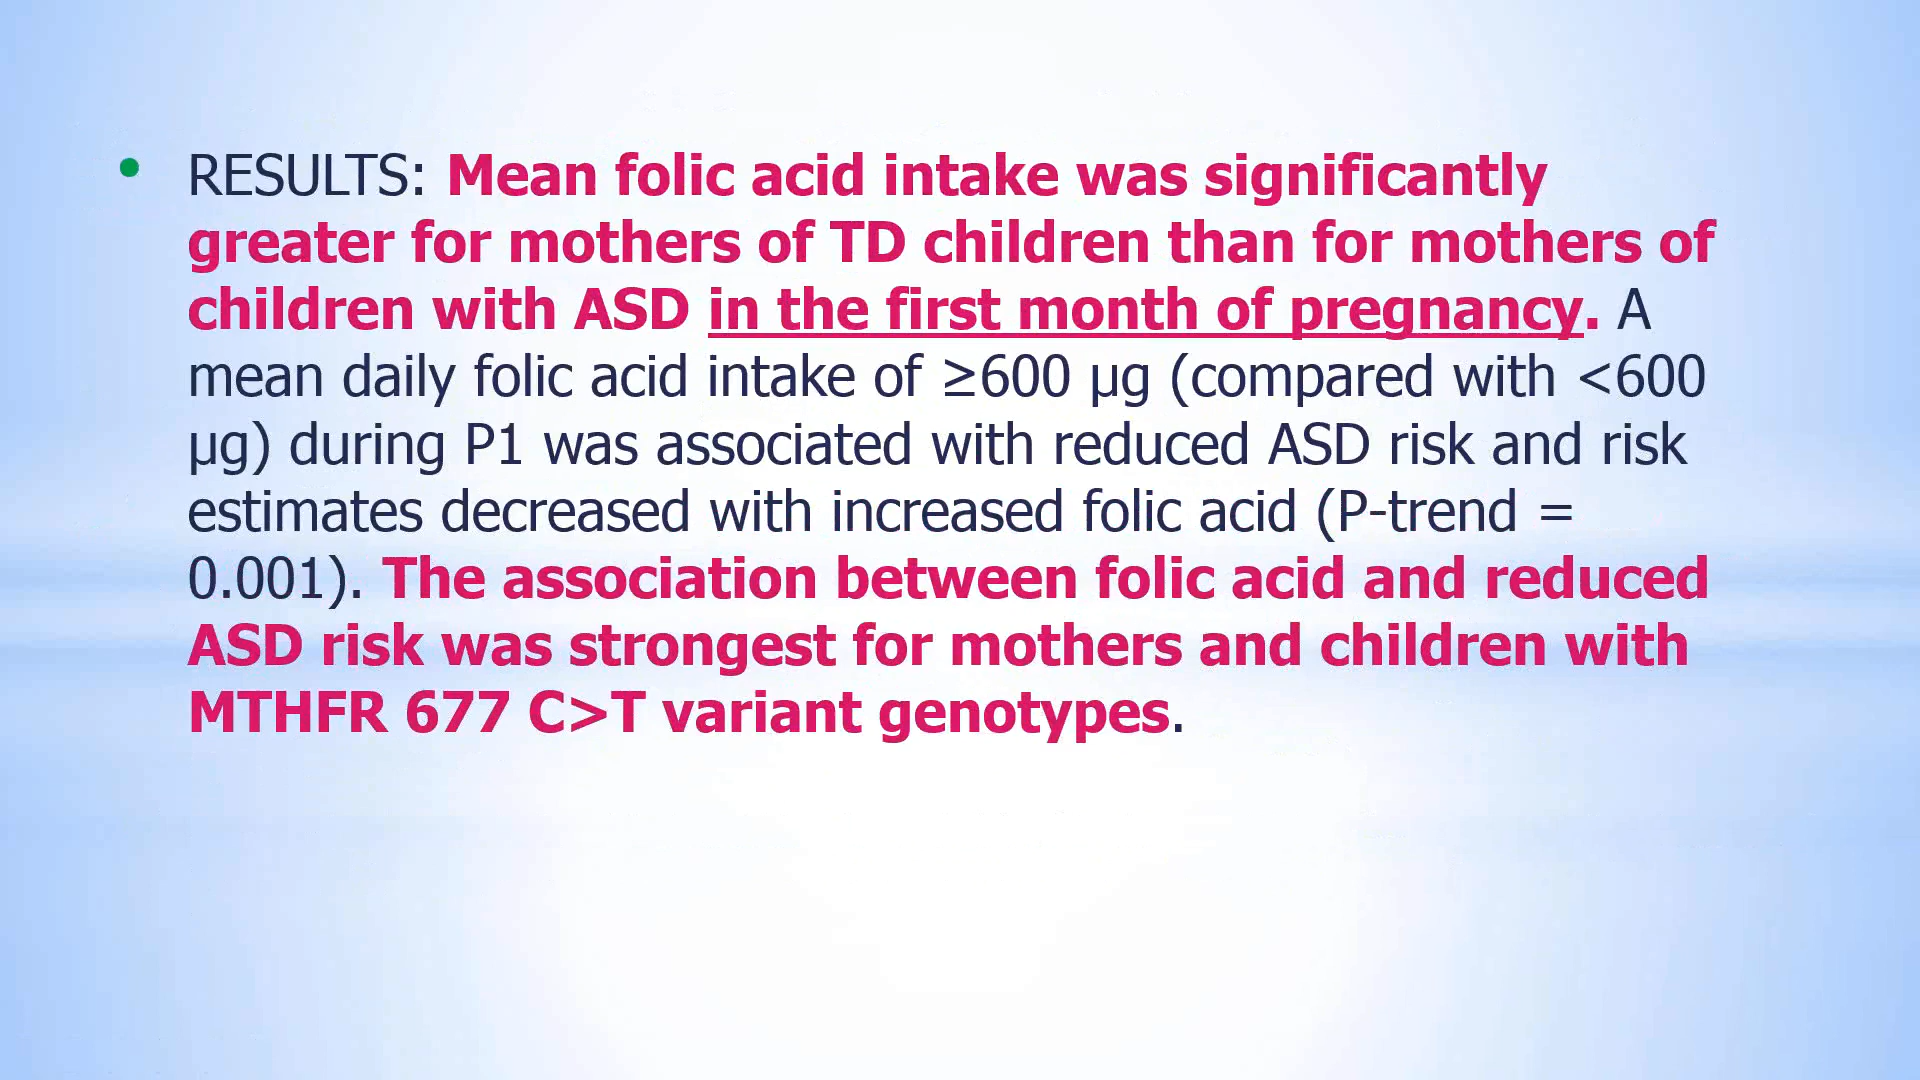 • RESULTS: Mean folic acid intake was significantly
greater for mothers of TD children than for mothers of
children with ASD in the first month of pregnancy. A
mean daily folic acid intake of ≥600 µg (compared with <600
µg) during P1 was associated with reduced ASD risk and risk
estimates decreased with increased folic acid (P-trend =
0.001). The association between folic acid and reduced
ASD risk was strongest for mothers and children with
MTHFR 677 C>T variant genotypes.